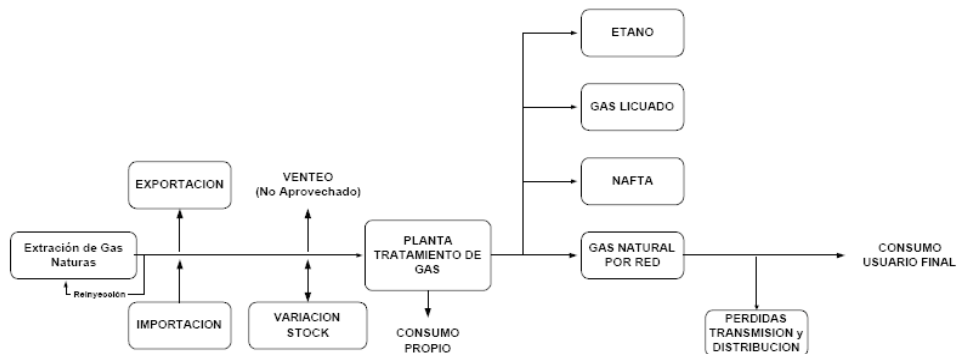 ETANO
GAS LICUADO
NAFTA
EXPORTACION
VENTEO
(No Aprovechado)
Extración de Gas
Naturas
Reinyección
PLANTA
TRATAMIENTO DE
GAS
GAS NATURAL
POR RED
CONSUMO
USUARIO FINAL
IMPORTACION
VARIACION
STOCK
CONSUMO
PROPIO
PERDIDAS
TRANSMISION y
DISTRIBUCION